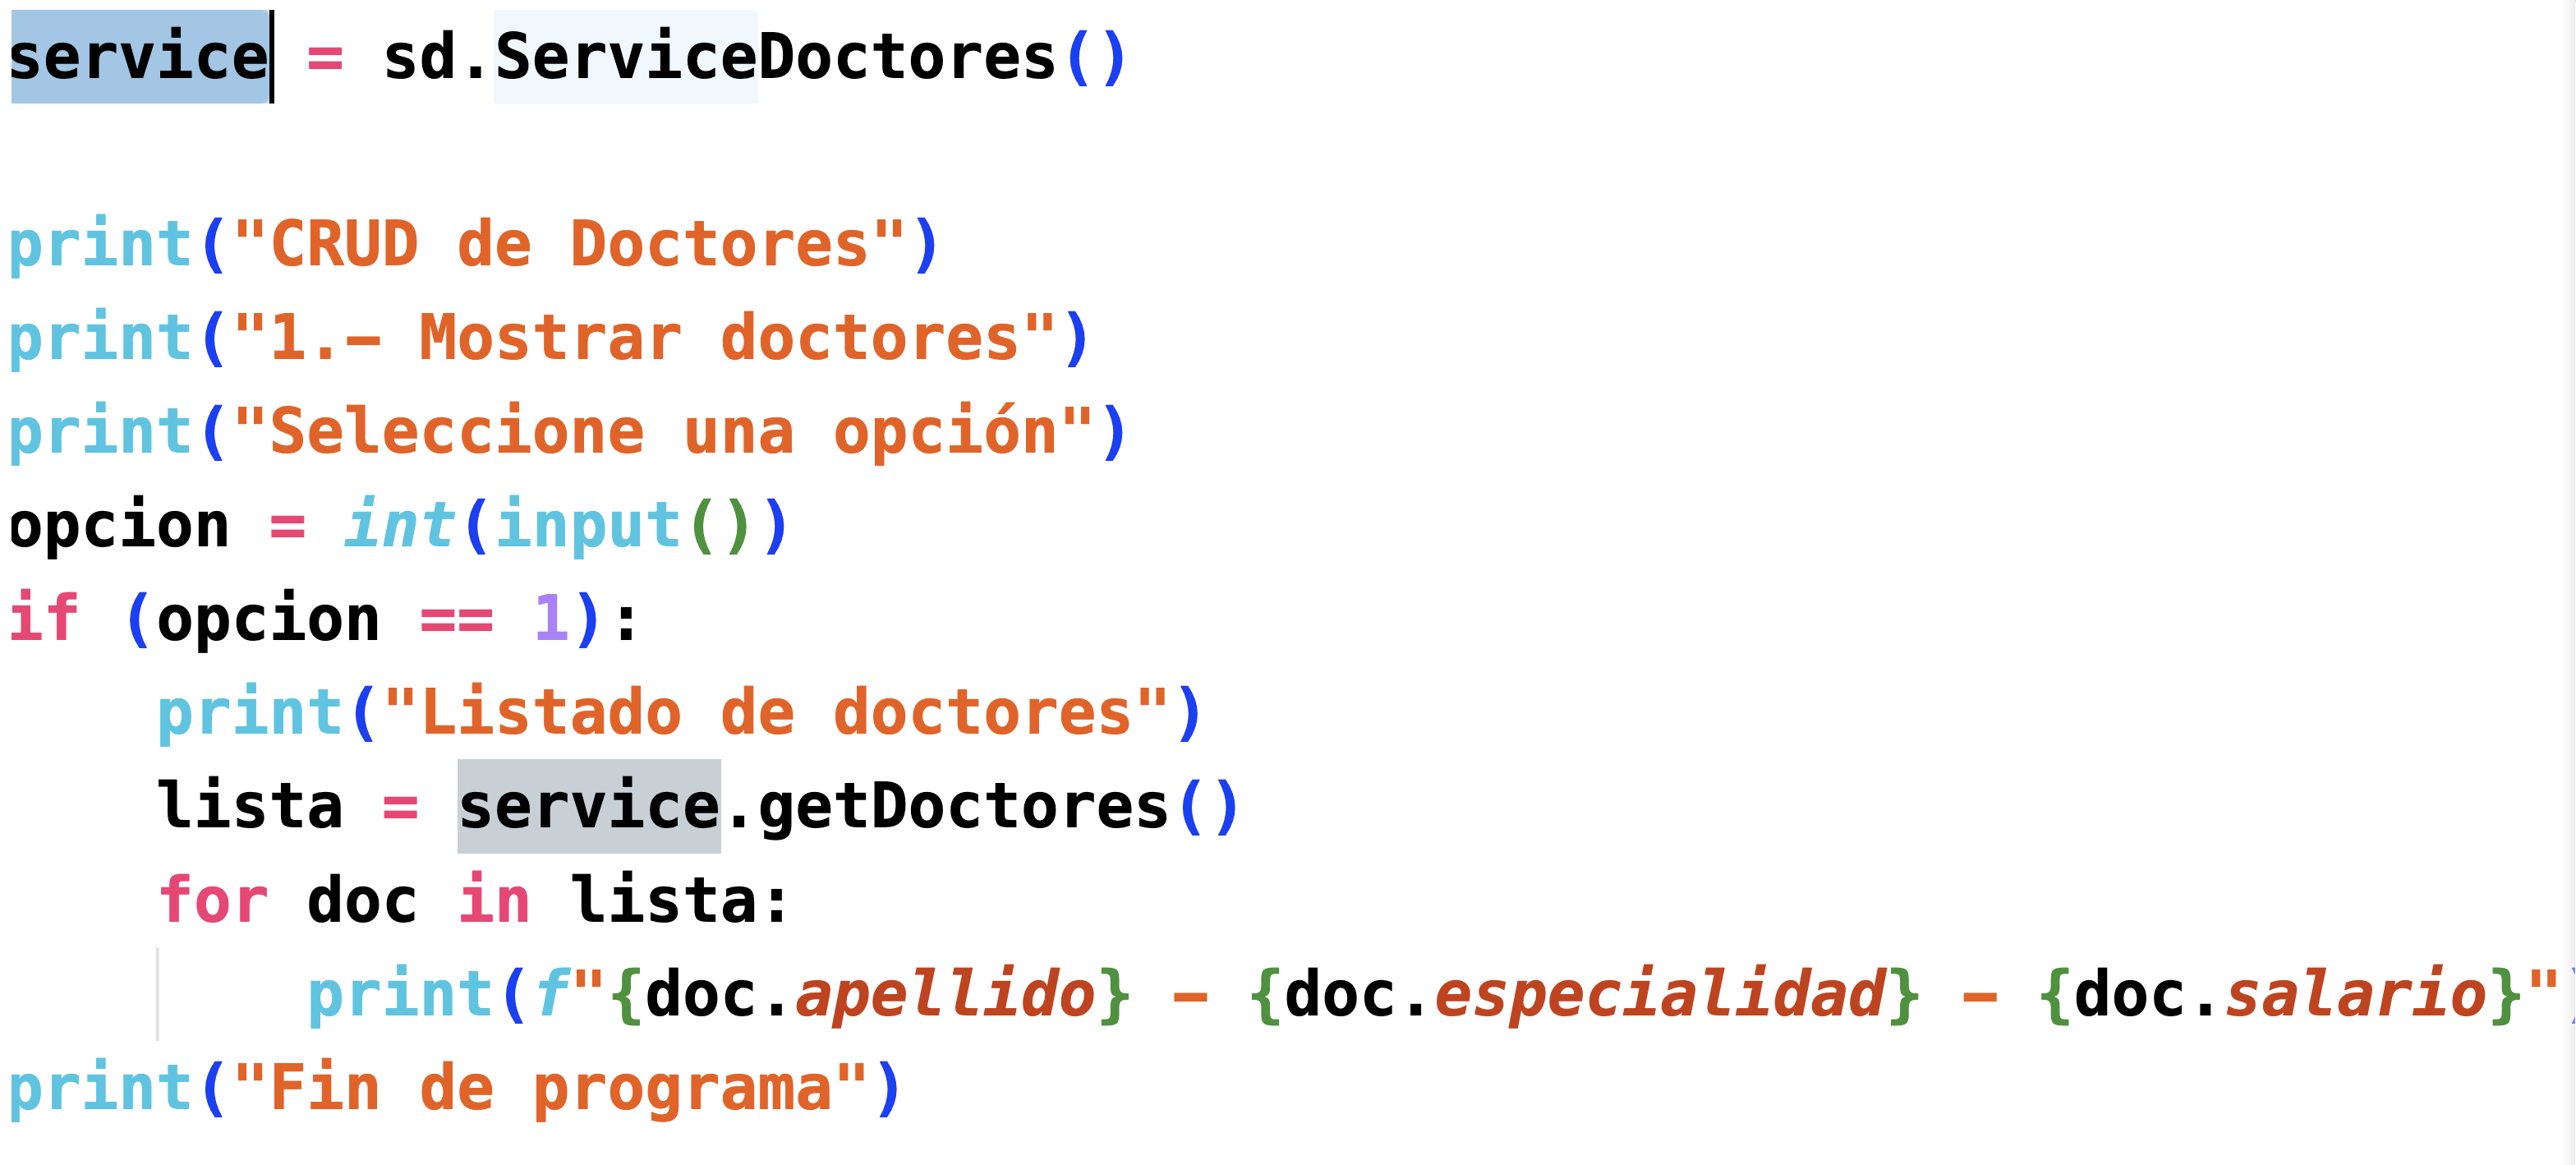 service = sd.ServiceDoctores()
print("CRUD de Doctores")
print("1.- Mostrar doctores")
print("Seleccione una opción")
opcion = int(input())
if (opcion == 1):
    print("Listado de doctores")
    lista = service.getDoctores()
    for doc in lista:
        print(f"{doc.apellido} - {doc.especialidad} - {doc.salario}")
print("Fin de programa")